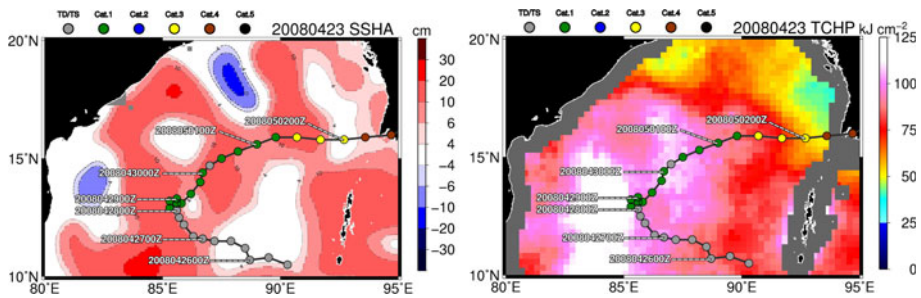 TD/TS Cat.1 Cat.2 Cat.3 Cat.4 Cat.5
20080423 SSHA
cm
20˚N
15˚N
10˚N
80˚E 85˚ 90˚E 95˚E
2008050200Z
2008050100Z
2008043000Z
2008042900Z
2008042800Z
2008042700Z
2008042600Z
30
20
10
6
4
-4
-6
-10
-20
-30
TD/TS Cat.1 Cat.2 Cat.3 Cat.4 Cat.5
20080423 TCHP kJ cm⁻²
20˚N
15˚N
10˚N
80˚E 85˚ 90˚E 95˚E
2008050200Z
2008050100Z
2008043000Z
2008042900Z
2008042800Z
2008042700Z
2008042600Z
125
100
75
50
25
0